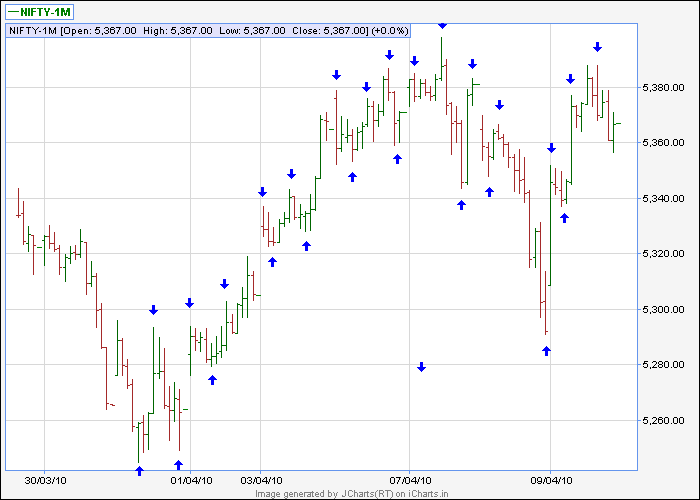 NIFTY-1M
NIFTY-1M [Open: 5,367.00 High: 5,367.00 Low: 5,367.00 Close: 5,367.00] (+0.0%)
5,380.00
5,360.00
5,340.00
5,320.00
5,300.00
5,280.00
5,260.00
30/03/10 01/04/10 03/04/10 07/04/10 09/04/10
Image generated by JCharts(RT) on iCharts.in